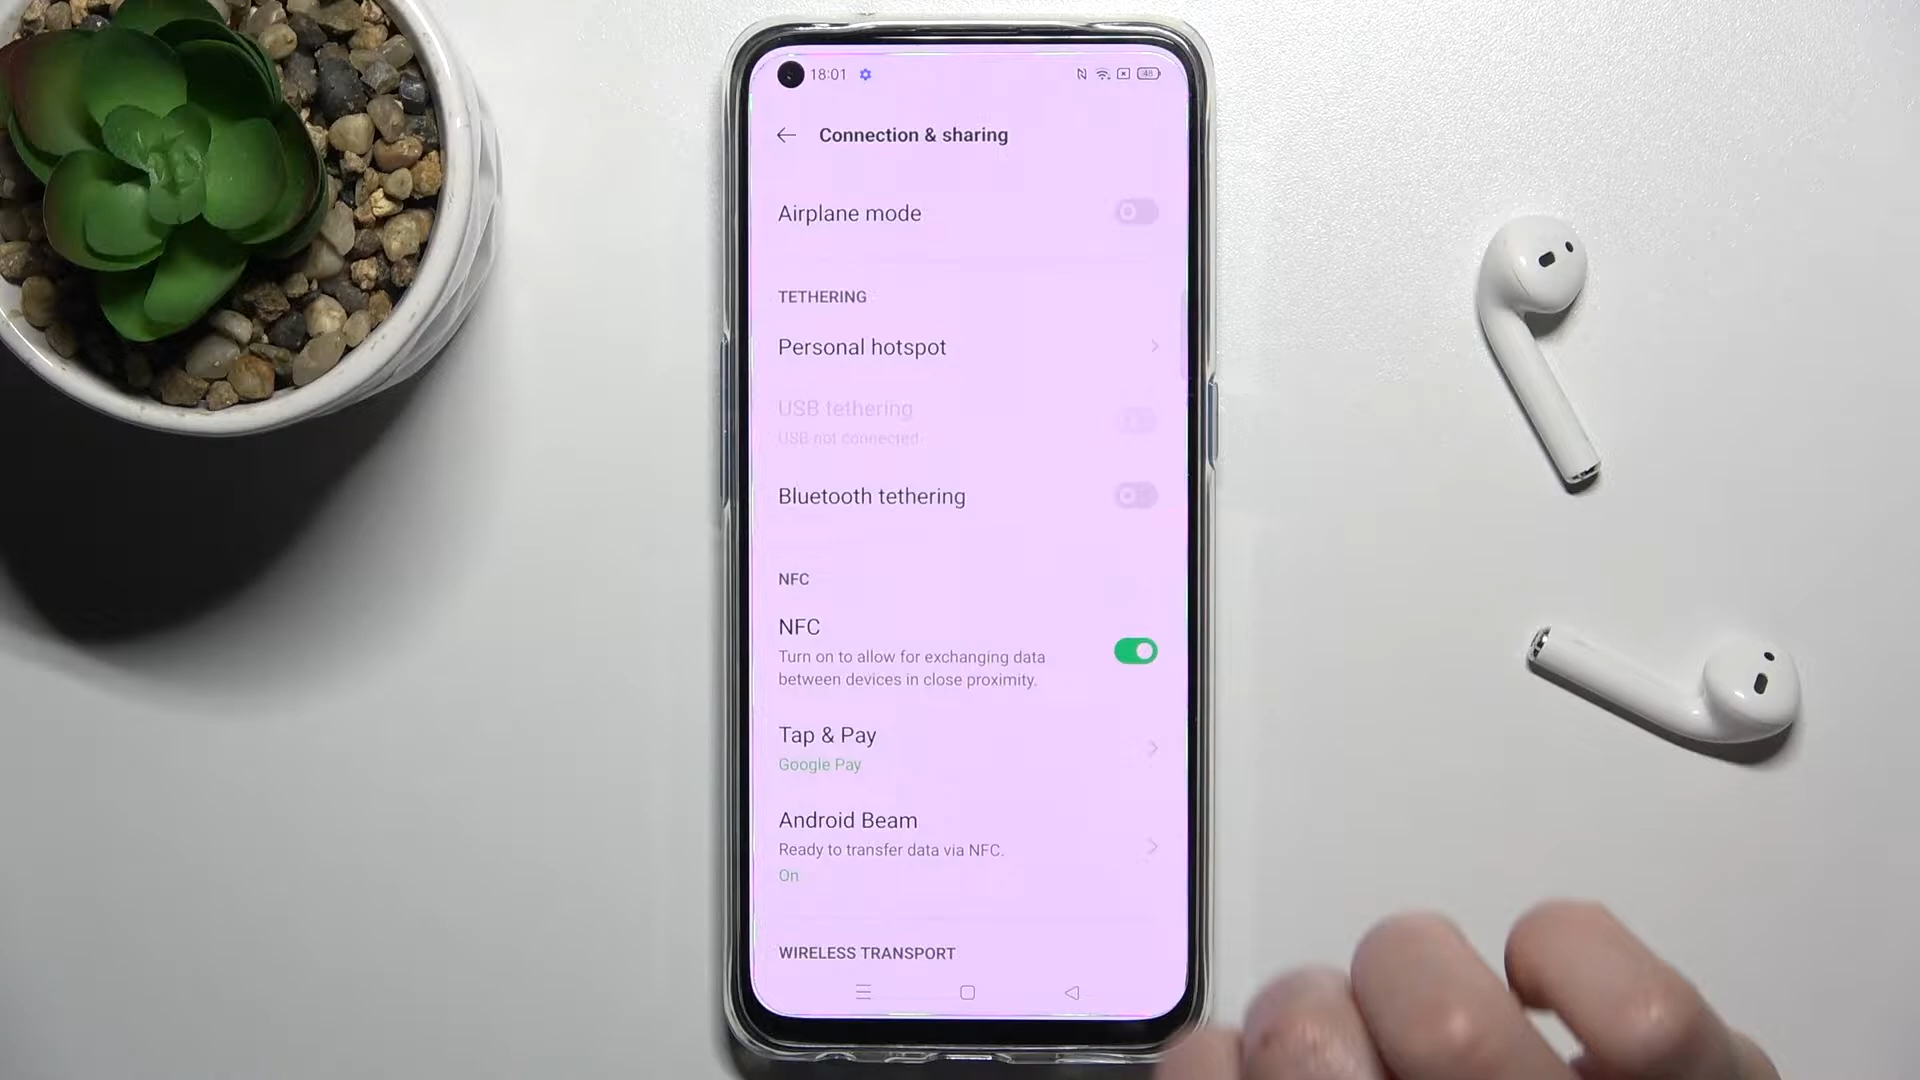 18:01
48
Connection & sharing
Airplane mode
TETHERING
Personal hotspot
USB tethering
USB not connected
Bluetooth tethering
NFC
NFC
Turn on to allow for exchanging data
between devices in close proximity.
Tap & Pay
Google Pay
Android Beam
Ready to transfer data via NFC.
On
WIRELESS TRANSPORT